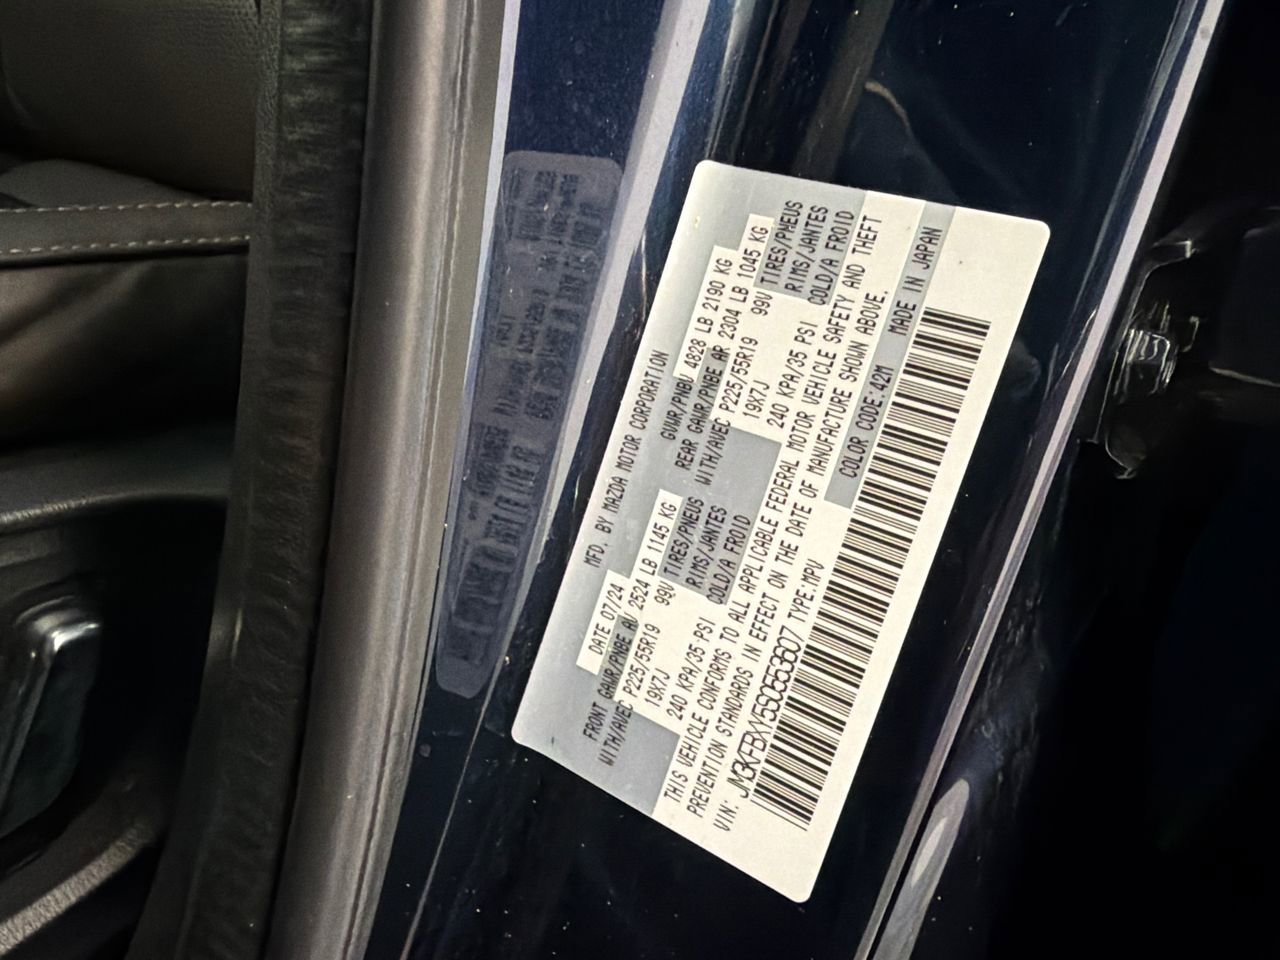 MFD. BY MAZDA MOTOR CORPORATION
DATE 07/24 GVWR/PNBV 4828 LB 2190 KG
FRONT GAWR/PNBE AV 2524 LB 1145 KG REAR GAWR/PNBE AR 2304 LB 1045 KG
WITH/AVEC P225/55R19 99V TIRES/PNEUS WITH/AVEC P225/55R19 99V TIRES/PNEUS
19X7J RIMS/JANTES 19X7J RIMS/JANTES
240 KPA/35 PSI COLD/A FROID 240 KPA/35 PSI COLD/A FROID
THIS VEHICLE CONFORMS TO ALL APPLICABLE FEDERAL MOTOR VEHICLE SAFETY AND THEFT
PREVENTION STANDARDS IN EFFECT ON THE DATE OF MANUFACTURE SHOWN ABOVE.
VIN: TYPE:MPV COLOR CODE:42M MADE IN JAPAN